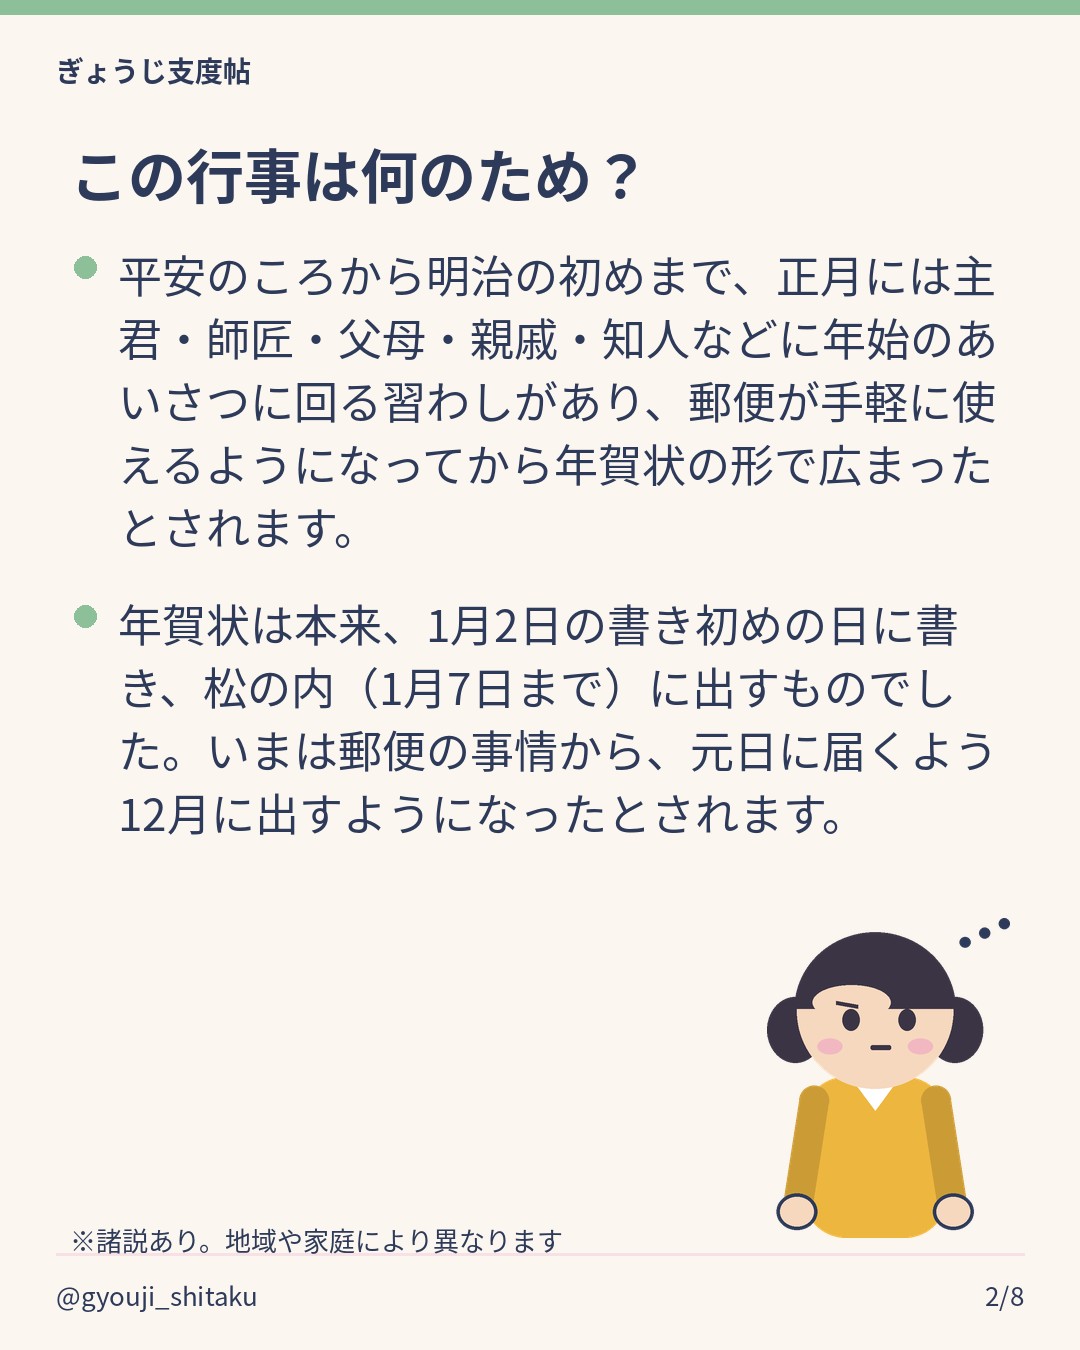 ぎょうじ支度帖
この行事は何のため？
平安のころから明治の初めまで、正月には主
君・師匠・父母・親戚・知人などに年始のあ
いさつに回る習わしがあり、郵便が手軽に使
えるようになってから年賀状の形で広まった
とされます。
年賀状は本来、1月2日の書き初めの日に書
き、松の内（1月7日まで）に出すものでし
た。いまは郵便の事情から、元日に届くよう
12月に出すようになったとされます。
※諸説あり。地域や家庭により異なります
@gyouji_shitaku
2/8